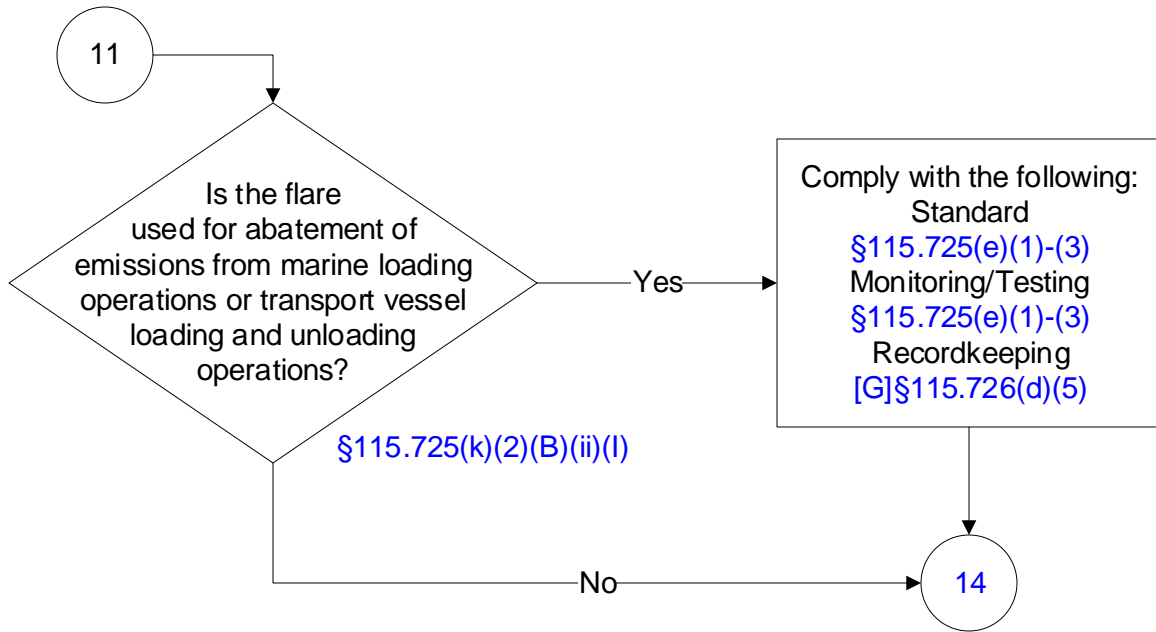 11
Is the flare
used for abatement of
emissions from marine loading
operations or transport vessel
loading and unloading
operations?
§115.725(k)(2)(B)(ii)(I)
Yes
Comply with the following:
Standard
§115.725(e)(1)-(3)
Monitoring/Testing
§115.725(e)(1)-(3)
Recordkeeping
[G]§115.726(d)(5)
No
14